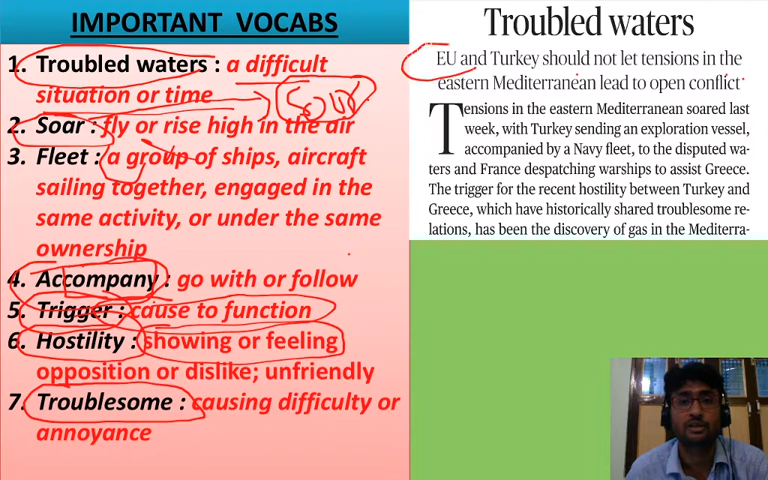 IMPORTANT VOCABS
1. Troubled waters : a difficult
situation or time
2. Soar : fly or rise high in the air
3. Fleet : a group of ships, aircraft
sailing together, engaged in the
same activity, or under the same
ownership
4. Accompany : go with or follow
5. Trigger : cause to function
6. Hostility : showing or feeling
opposition or dislike; unfriendly
7. Troublesome : causing difficulty or
annoyance
Troubled waters
EU and Turkey should not let tensions in the
eastern Mediterranean lead to open conflict
Tensions in the eastern Mediterranean soared last
week, with Turkey sending an exploration vessel,
accompanied by a Navy fleet, to the disputed wa-
ters and France despatching warships to assist Greece.
The trigger for the recent hostility between Turkey and
Greece, which have historically shared troublesome re-
lations, has been the discovery of gas in the Mediterra-